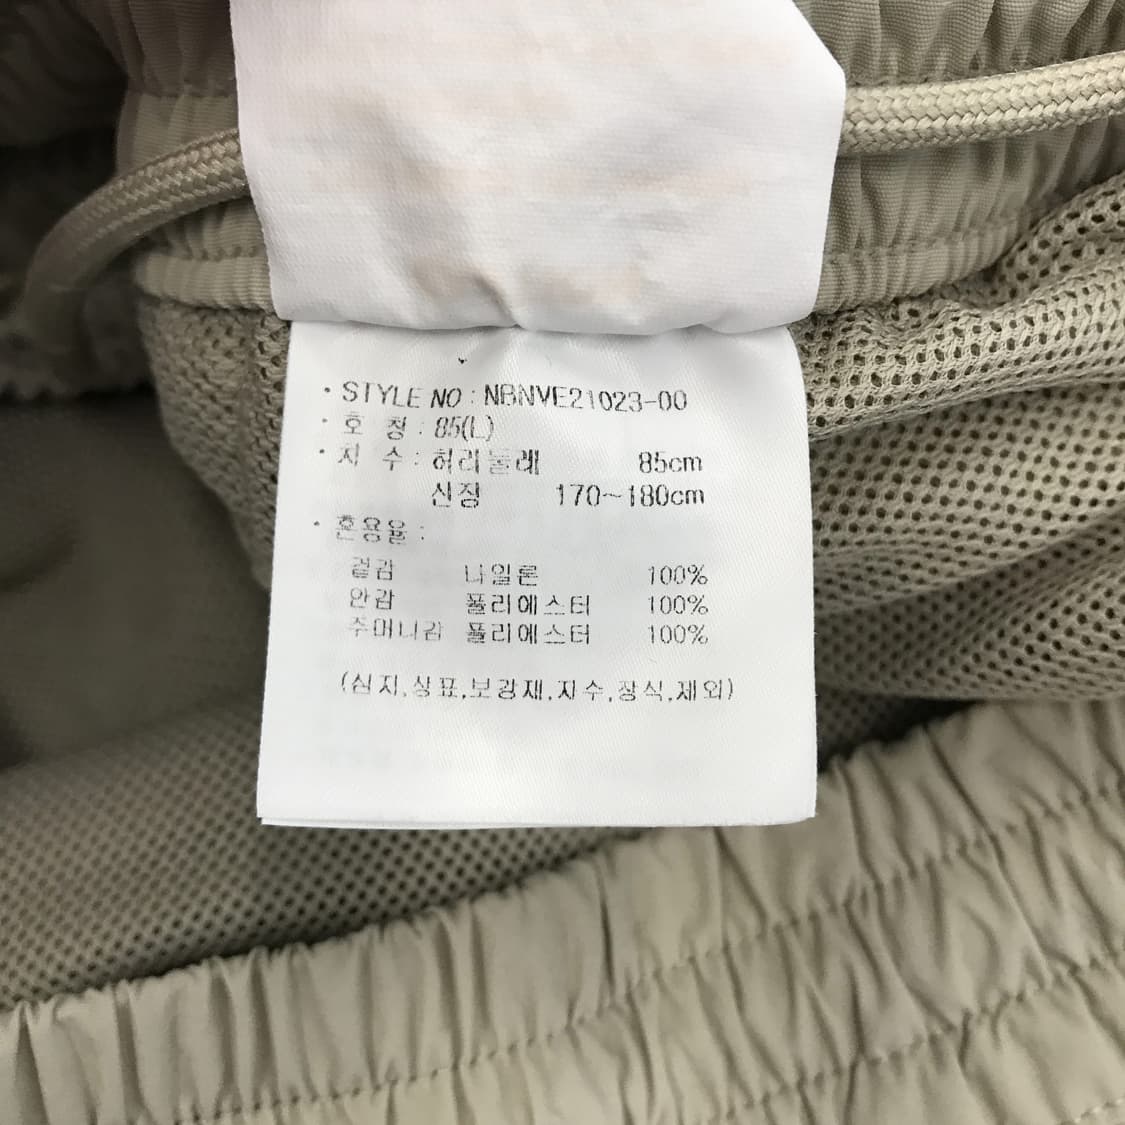 · STYLE NO : NBNVE21023-00
· 호 칭 : 85(L)
· 치 수 : 허리둘레 85cm
신장 170~180cm
· 혼용율 :
겉감 나일론 100%
안감 폴리에스터 100%
주머니감 폴리에스터 100%
(심지,상표,보강재,자수,장식,제외)